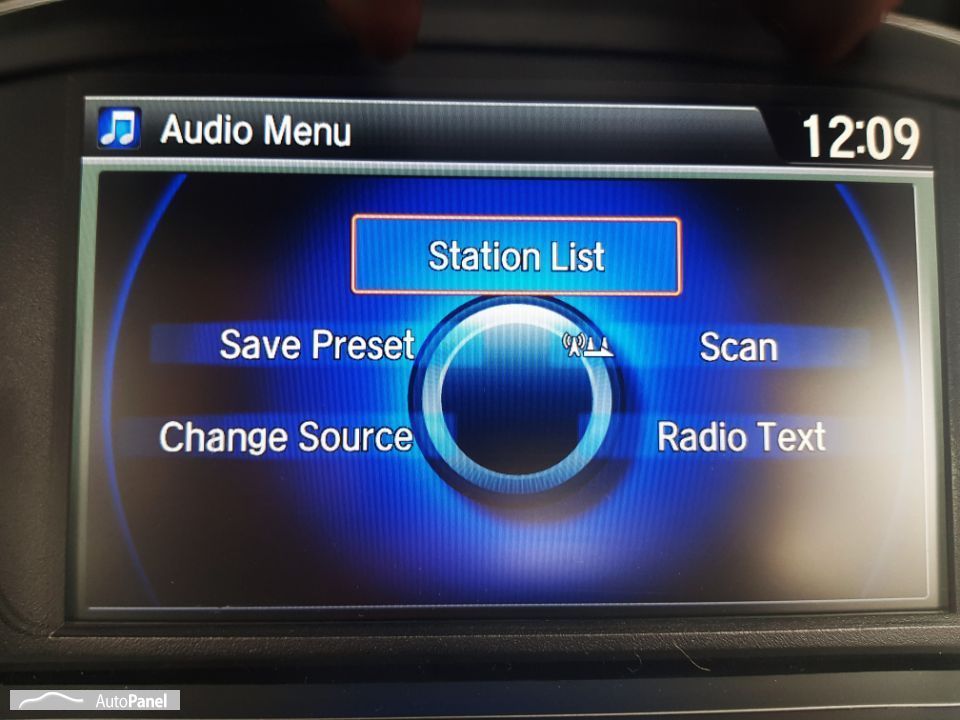 Audio Menu
12:09
Station List
Save Preset
Scan
Change Source
Radio Text
AutoPanel